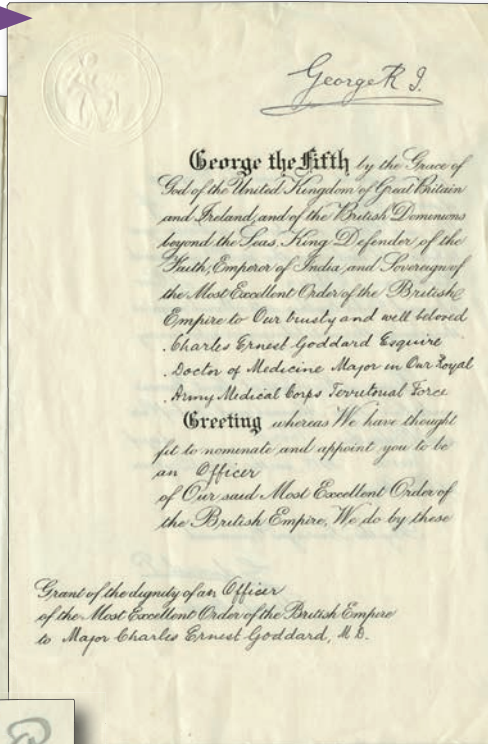 George R I.
George the Fifth by the Grace of
God of the United Kingdom of Great Britain
and Ireland, and of the British Dominions
beyond the Seas, King Defender of the
Faith, Emperor of India, and Sovereign of
the Most Excellent Order of the British
Empire to Our trusty and well beloved
Charles Ernest Goddard Esquire
Doctor of Medicine Major in Our Royal
Army Medical Corps Territorial Force
Greeting whereas We have thought
fit to nominate and appoint you to be
an Officer
of Our said Most Excellent Order of
the British Empire, We do by these
Grant of the dignity of an Officer
of the Most Excellent Order of the British Empire
to Major Charles Ernest Goddard, M.D.